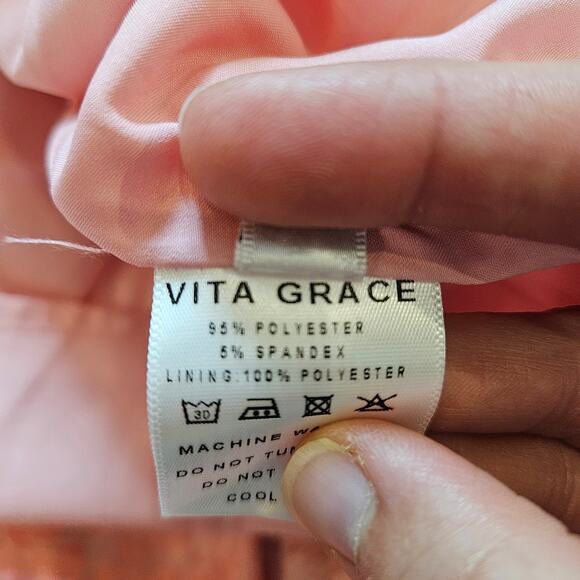 VITA GRACE
95% POLYESTER
5% SPANDEX
LINING:100% POLYESTER
30
MACHINE
DO NOT
DO NOT
COOL